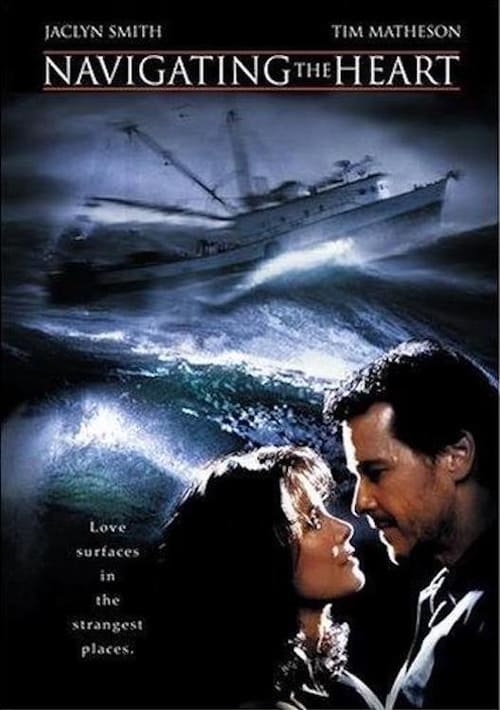 JACLYN SMITH TIM MATHESON
NAVIGATING THE HEART
Love
surfaces
in
the
strangest
places.